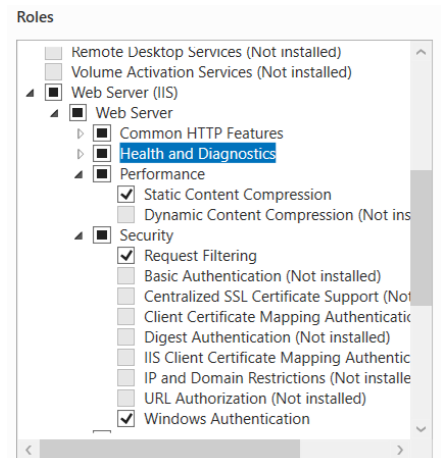 Roles
Remote Desktop Services (Not installed)
Volume Activation Services (Not installed)
Web Server (IIS)
Web Server
Common HTTP Features
Health and Diagnostics
Performance
Static Content Compression
Dynamic Content Compression (Not ins
Security
Request Filtering
Basic Authentication (Not installed)
Centralized SSL Certificate Support (Not
Client Certificate Mapping Authenticatic
Digest Authentication (Not installed)
IIS Client Certificate Mapping Authentic
IP and Domain Restrictions (Not installe
URL Authorization (Not installed)
Windows Authentication